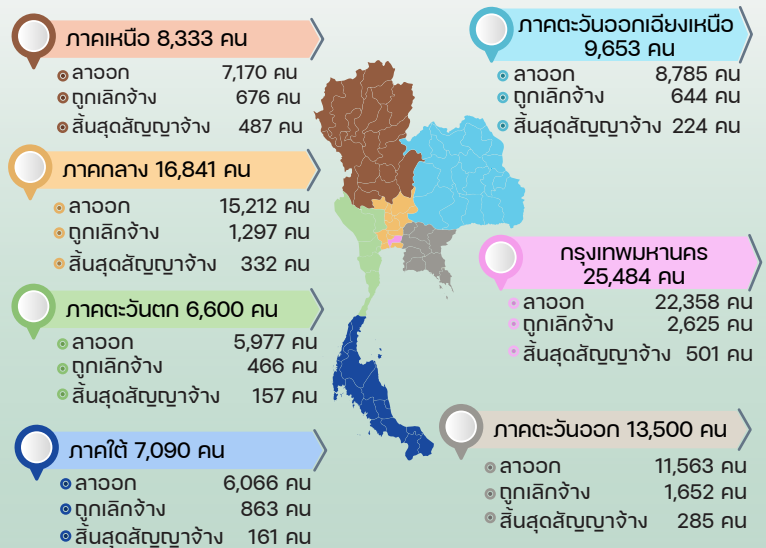 ภาคเหนือ 8,333 คน
ลาออก 7,170 คน
ถูกเลิกจ้าง 676 คน
สิ้นสุดสัญญาจ้าง 487 คน
ภาคกลาง 16,841 คน
ลาออก 15,212 คน
ถูกเลิกจ้าง 1,297 คน
สิ้นสุดสัญญาจ้าง 332 คน
ภาคตะวันตก 6,600 คน
ลาออก 5,977 คน
ถูกเลิกจ้าง 466 คน
สิ้นสุดสัญญาจ้าง 157 คน
ภาคใต้ 7,090 คน
ลาออก 6,066 คน
ถูกเลิกจ้าง 863 คน
สิ้นสุดสัญญาจ้าง 161 คน
ภาคตะวันออกเฉียงเหนือ
9,653 คน
ลาออก 8,785 คน
ถูกเลิกจ้าง 644 คน
สิ้นสุดสัญญาจ้าง 224 คน
กรุงเทพมหานคร
25,484 คน
ลาออก 22,358 คน
ถูกเลิกจ้าง 2,625 คน
สิ้นสุดสัญญาจ้าง 501 คน
ภาคตะวันออก 13,500 คน
ลาออก 11,563 คน
ถูกเลิกจ้าง 1,652 คน
สิ้นสุดสัญญาจ้าง 285 คน